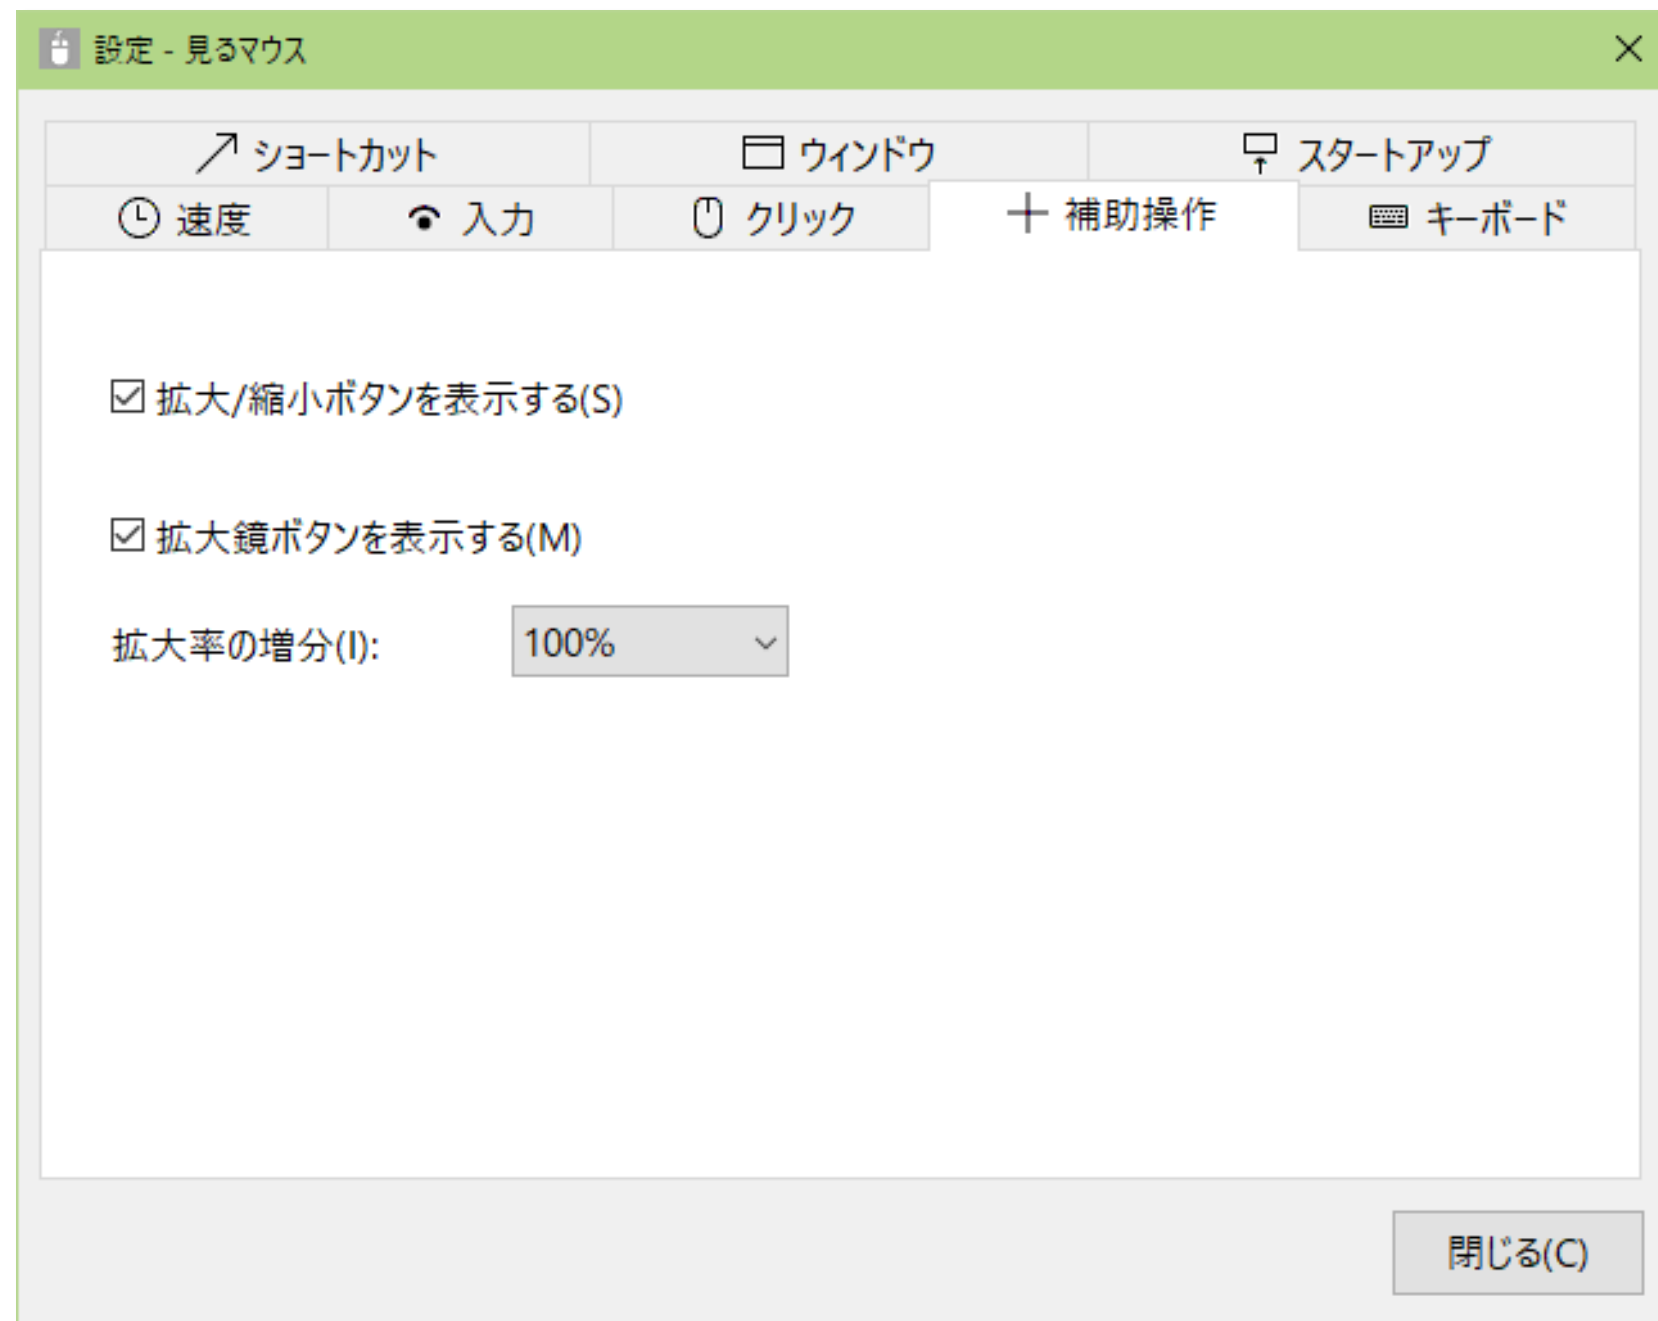 設定 - 見るマウス
ショートカット ウィンドウ スタートアップ
速度 入力 クリック 補助操作 キーボード
拡大/縮小ボタンを表示する(S)
拡大鏡ボタンを表示する(M)
拡大率の増分(I): 100%
閉じる(C)